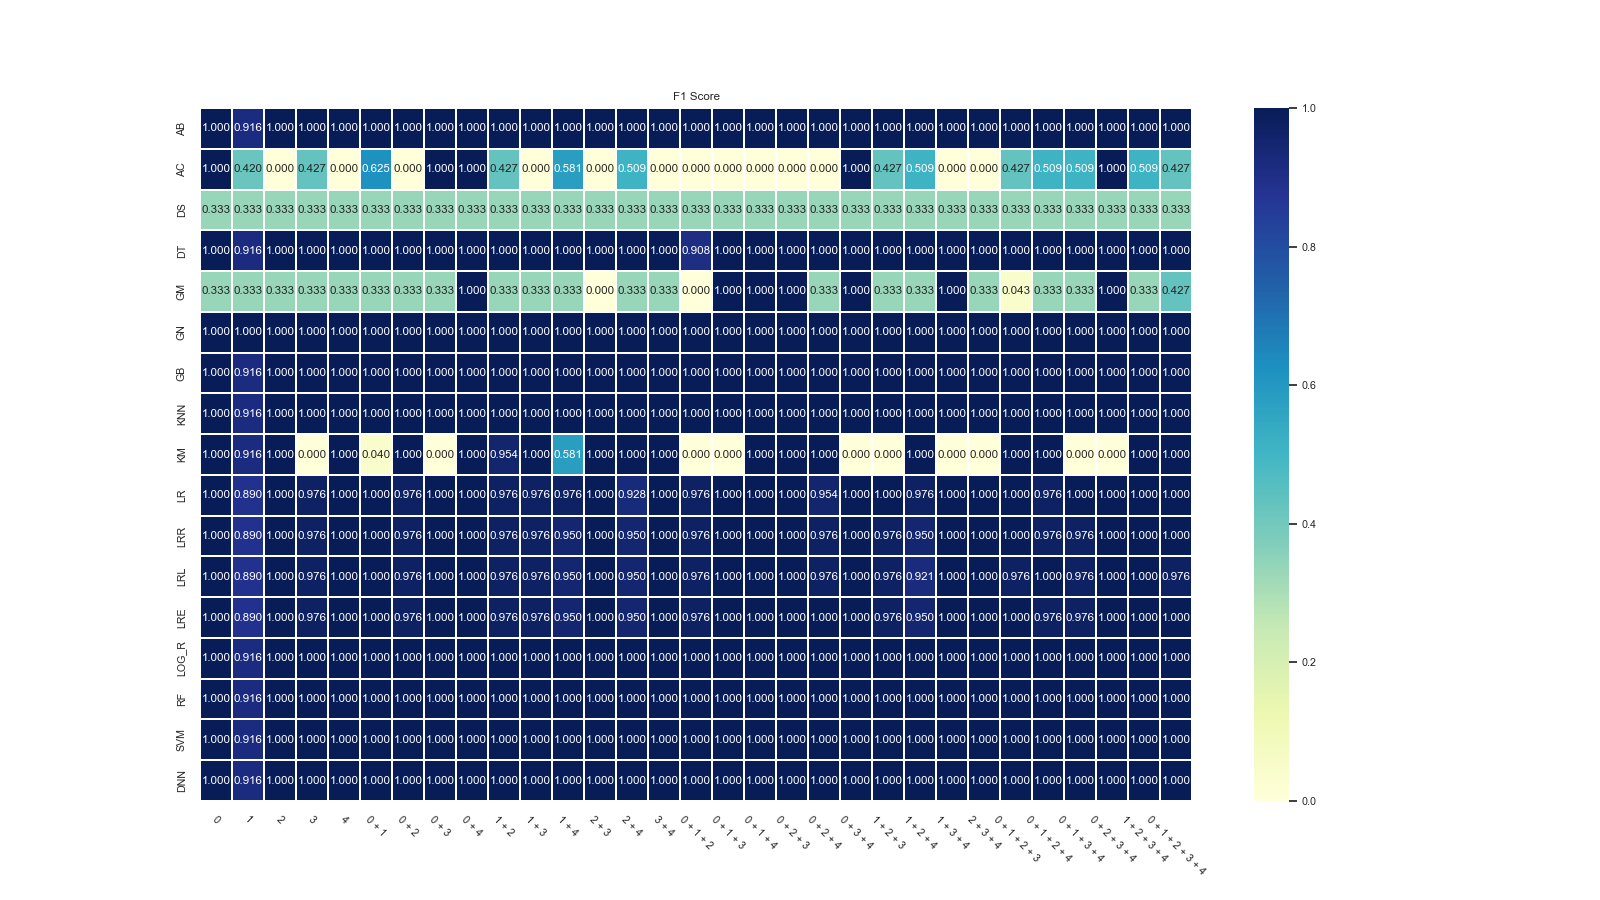 F1 Score
AB 1.000 0.916 1.000 1.000 1.000 1.000 1.000 1.000 1.000 1.000 1.000 1.000 1.000 1.000 1.000 1.000 1.000 1.000 1.000 1.000 1.000 1.000 1.000 1.000 1.000 1.000 1.000 1.000 1.000 1.000 1.000
AC 1.000 0.420 0.000 0.427 0.000 0.625 0.000 1.000 1.000 0.427 0.000 0.581 0.000 0.509 0.000 0.000 0.000 0.000 0.000 0.000 1.000 0.427 0.509 0.000 0.000 0.427 0.509 0.509 1.000 0.509 0.427
DS 0.333 0.333 0.333 0.333 0.333 0.333 0.333 0.333 0.333 0.333 0.333 0.333 0.333 0.333 0.333 0.333 0.333 0.333 0.333 0.333 0.333 0.333 0.333 0.333 0.333 0.333 0.333 0.333 0.333 0.333 0.333
DT 1.000 0.916 1.000 1.000 1.000 1.000 1.000 1.000 1.000 1.000 1.000 1.000 1.000 1.000 1.000 0.908 1.000 1.000 1.000 1.000 1.000 1.000 1.000 1.000 1.000 1.000 1.000 1.000 1.000 1.000 1.000
GM 0.333 0.333 0.333 0.333 0.333 0.333 0.333 0.333 1.000 0.333 0.333 0.333 0.000 0.333 0.333 0.000 1.000 1.000 1.000 0.333 1.000 0.333 0.333 1.000 0.333 0.043 0.333 0.333 1.000 0.333 0.427
GN 1.000 1.000 1.000 1.000 1.000 1.000 1.000 1.000 1.000 1.000 1.000 1.000 1.000 1.000 1.000 1.000 1.000 1.000 1.000 1.000 1.000 1.000 1.000 1.000 1.000 1.000 1.000 1.000 1.000 1.000 1.000
GB 1.000 0.916 1.000 1.000 1.000 1.000 1.000 1.000 1.000 1.000 1.000 1.000 1.000 1.000 1.000 1.000 1.000 1.000 1.000 1.000 1.000 1.000 1.000 1.000 1.000 1.000 1.000 1.000 1.000 1.000 1.000
KNN 1.000 0.916 1.000 1.000 1.000 1.000 1.000 1.000 1.000 1.000 1.000 1.000 1.000 1.000 1.000 1.000 1.000 1.000 1.000 1.000 1.000 1.000 1.000 1.000 1.000 1.000 1.000 1.000 1.000 1.000 1.000
KM 1.000 0.916 1.000 0.000 1.000 0.040 1.000 0.000 1.000 0.954 1.000 0.581 1.000 1.000 1.000 0.000 0.000 1.000 1.000 1.000 0.000 0.000 1.000 0.000 0.000 1.000 1.000 0.000 0.000 1.000 1.000
LR 1.000 0.890 1.000 0.976 1.000 1.000 0.976 1.000 1.000 0.976 0.976 0.976 1.000 0.928 1.000 0.976 1.000 1.000 1.000 0.954 1.000 1.000 0.976 1.000 1.000 1.000 0.976 1.000 1.000 1.000 1.000
LRR 1.000 0.890 1.000 0.976 1.000 1.000 0.976 1.000 1.000 0.976 0.976 0.950 1.000 0.950 1.000 0.976 1.000 1.000 1.000 0.976 1.000 0.976 0.950 1.000 1.000 1.000 0.976 0.976 1.000 1.000 1.000
LRL 1.000 0.890 1.000 0.976 1.000 1.000 0.976 1.000 1.000 0.976 0.976 0.950 1.000 0.950 1.000 0.976 1.000 1.000 1.000 0.976 1.000 0.976 0.921 1.000 1.000 0.976 1.000 0.976 1.000 1.000 0.976
LRE 1.000 0.890 1.000 0.976 1.000 1.000 0.976 1.000 1.000 0.976 0.976 0.950 1.000 0.950 1.000 0.976 1.000 1.000 1.000 1.000 1.000 0.976 0.950 1.000 1.000 1.000 0.976 0.976 1.000 1.000 1.000
LOG_R 1.000 0.916 1.000 1.000 1.000 1.000 1.000 1.000 1.000 1.000 1.000 1.000 1.000 1.000 1.000 1.000 1.000 1.000 1.000 1.000 1.000 1.000 1.000 1.000 1.000 1.000 1.000 1.000 1.000 1.000 1.000
RF 1.000 0.916 1.000 1.000 1.000 1.000 1.000 1.000 1.000 1.000 1.000 1.000 1.000 1.000 1.000 1.000 1.000 1.000 1.000 1.000 1.000 1.000 1.000 1.000 1.000 1.000 1.000 1.000 1.000 1.000 1.000
SVM 1.000 0.916 1.000 1.000 1.000 1.000 1.000 1.000 1.000 1.000 1.000 1.000 1.000 1.000 1.000 1.000 1.000 1.000 1.000 1.000 1.000 1.000 1.000 1.000 1.000 1.000 1.000 1.000 1.000 1.000 1.000
DNN 1.000 0.916 1.000 1.000 1.000 1.000 1.000 1.000 1.000 1.000 1.000 1.000 1.000 1.000 1.000 1.000 1.000 1.000 1.000 1.000 1.000 1.000 1.000 1.000 1.000 1.000 1.000 1.000 1.000 1.000 1.000
0
1
2
3
4
0 + 1
0 + 2
0 + 3
0 + 4
1 + 2
1 + 3
1 + 4
2 + 3
2 + 4
3 + 4
0 + 1 + 2
0 + 1 + 3
0 + 1 + 4
0 + 2 + 3
0 + 2 + 4
0 + 3 + 4
1 + 2 + 3
1 + 2 + 4
1 + 3 + 4
2 + 3 + 4
0 + 1 + 2 + 3
0 + 1 + 2 + 4
0 + 1 + 3 + 4
0 + 2 + 3 + 4
1 + 2 + 3 + 4
0 + 1 + 2 + 3 + 4
1.0
0.8
0.6
0.4
0.2
0.0